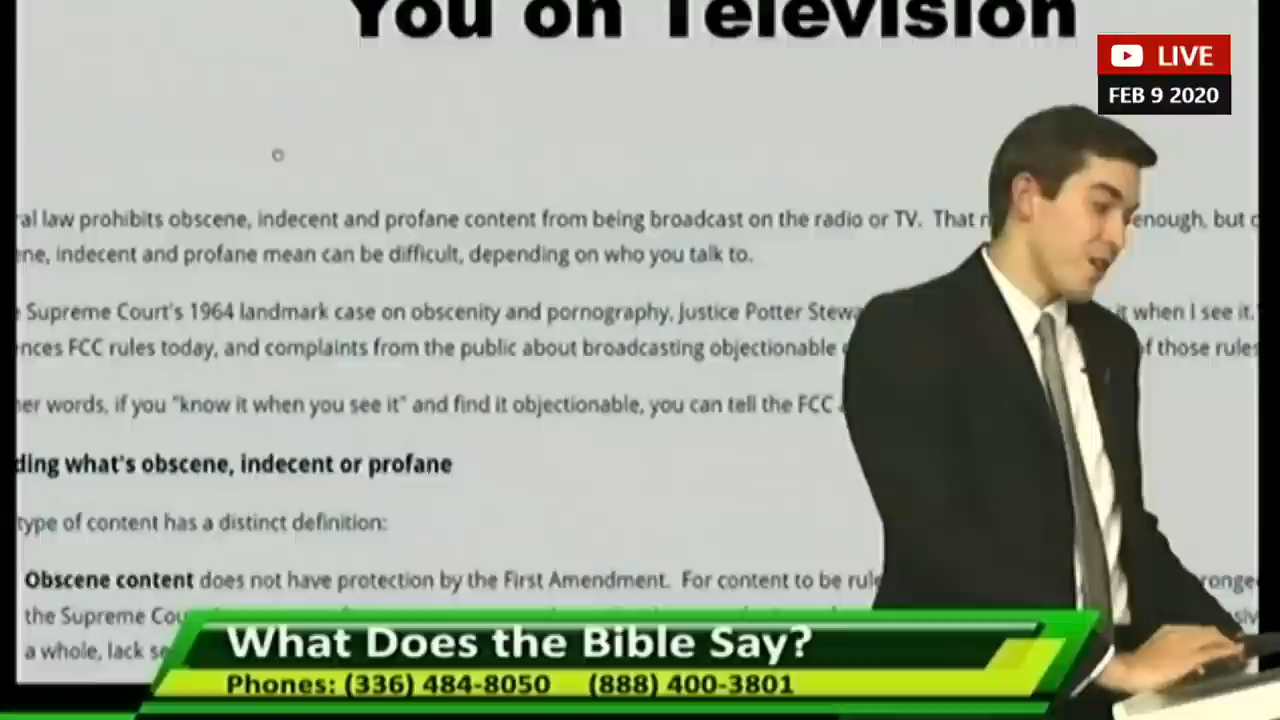 You on Television
LIVE
FEB 9 2020
al law prohibits obscene, indecent and profane content from being broadcast on the radio or TV. That enough, but
indecent and profane mean can be difficult, depending on who you talk to.
Supreme Court's 1964 landmark case on obscenity and pornography, Justice Potter Stewa it when I see it.
nces FCC rules today, and complaints from the public about broadcasting objectionable of those rules
er words, if you "know it when you see it" and find it objectionable, you can tell the FCC
ding what's obscene, indecent or profane
type of content has a distinct definition:
Obscene content does not have protection by the First Amendment. For content to be rule ronge
the Supreme Cou
a whole, lack se
What Does the Bible Say?
Phones: (336) 484-8050 (888) 400-3801